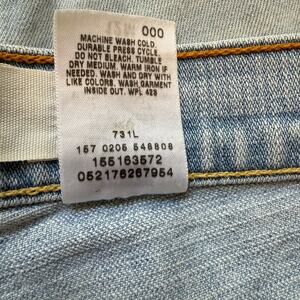 000
MACHINE WASH COLD.
DURABLE PRESS CYCLE.
DO NOT BLEACH. TUMBLE
DRY MEDIUM. WARM IRON IF
NEEDED. WASH AND DRY WITH
LIKE COLORS. WASH GARMENT
INSIDE OUT. WPL 423
731L
157 0205 548808
155163572
052176267954